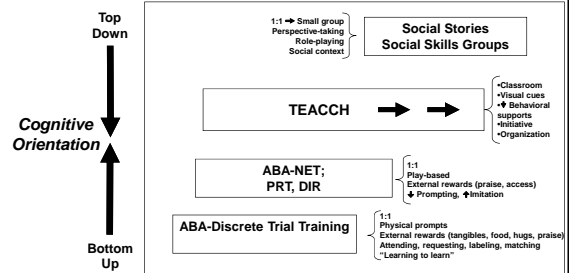 Top
Down
Cognitive
Orientation
Bottom
Up
1:1 → Small group
Perspective-taking
Role-playing
Social context
Social Stories
Social Skills Groups
TEACCH
•Classroom
•Visual cues
•↑ Behavioral
supports
•Initiative
•Organization
ABA-NET;
PRT, DIR
1:1
Play-based
External rewards (praise, access)
↓ Prompting, ↑Imitation
ABA-Discrete Trial Training
1:1
Physical prompts
External rewards (tangibles, food, hugs, praise)
Attending, requesting, labeling, matching
“Learning to learn”